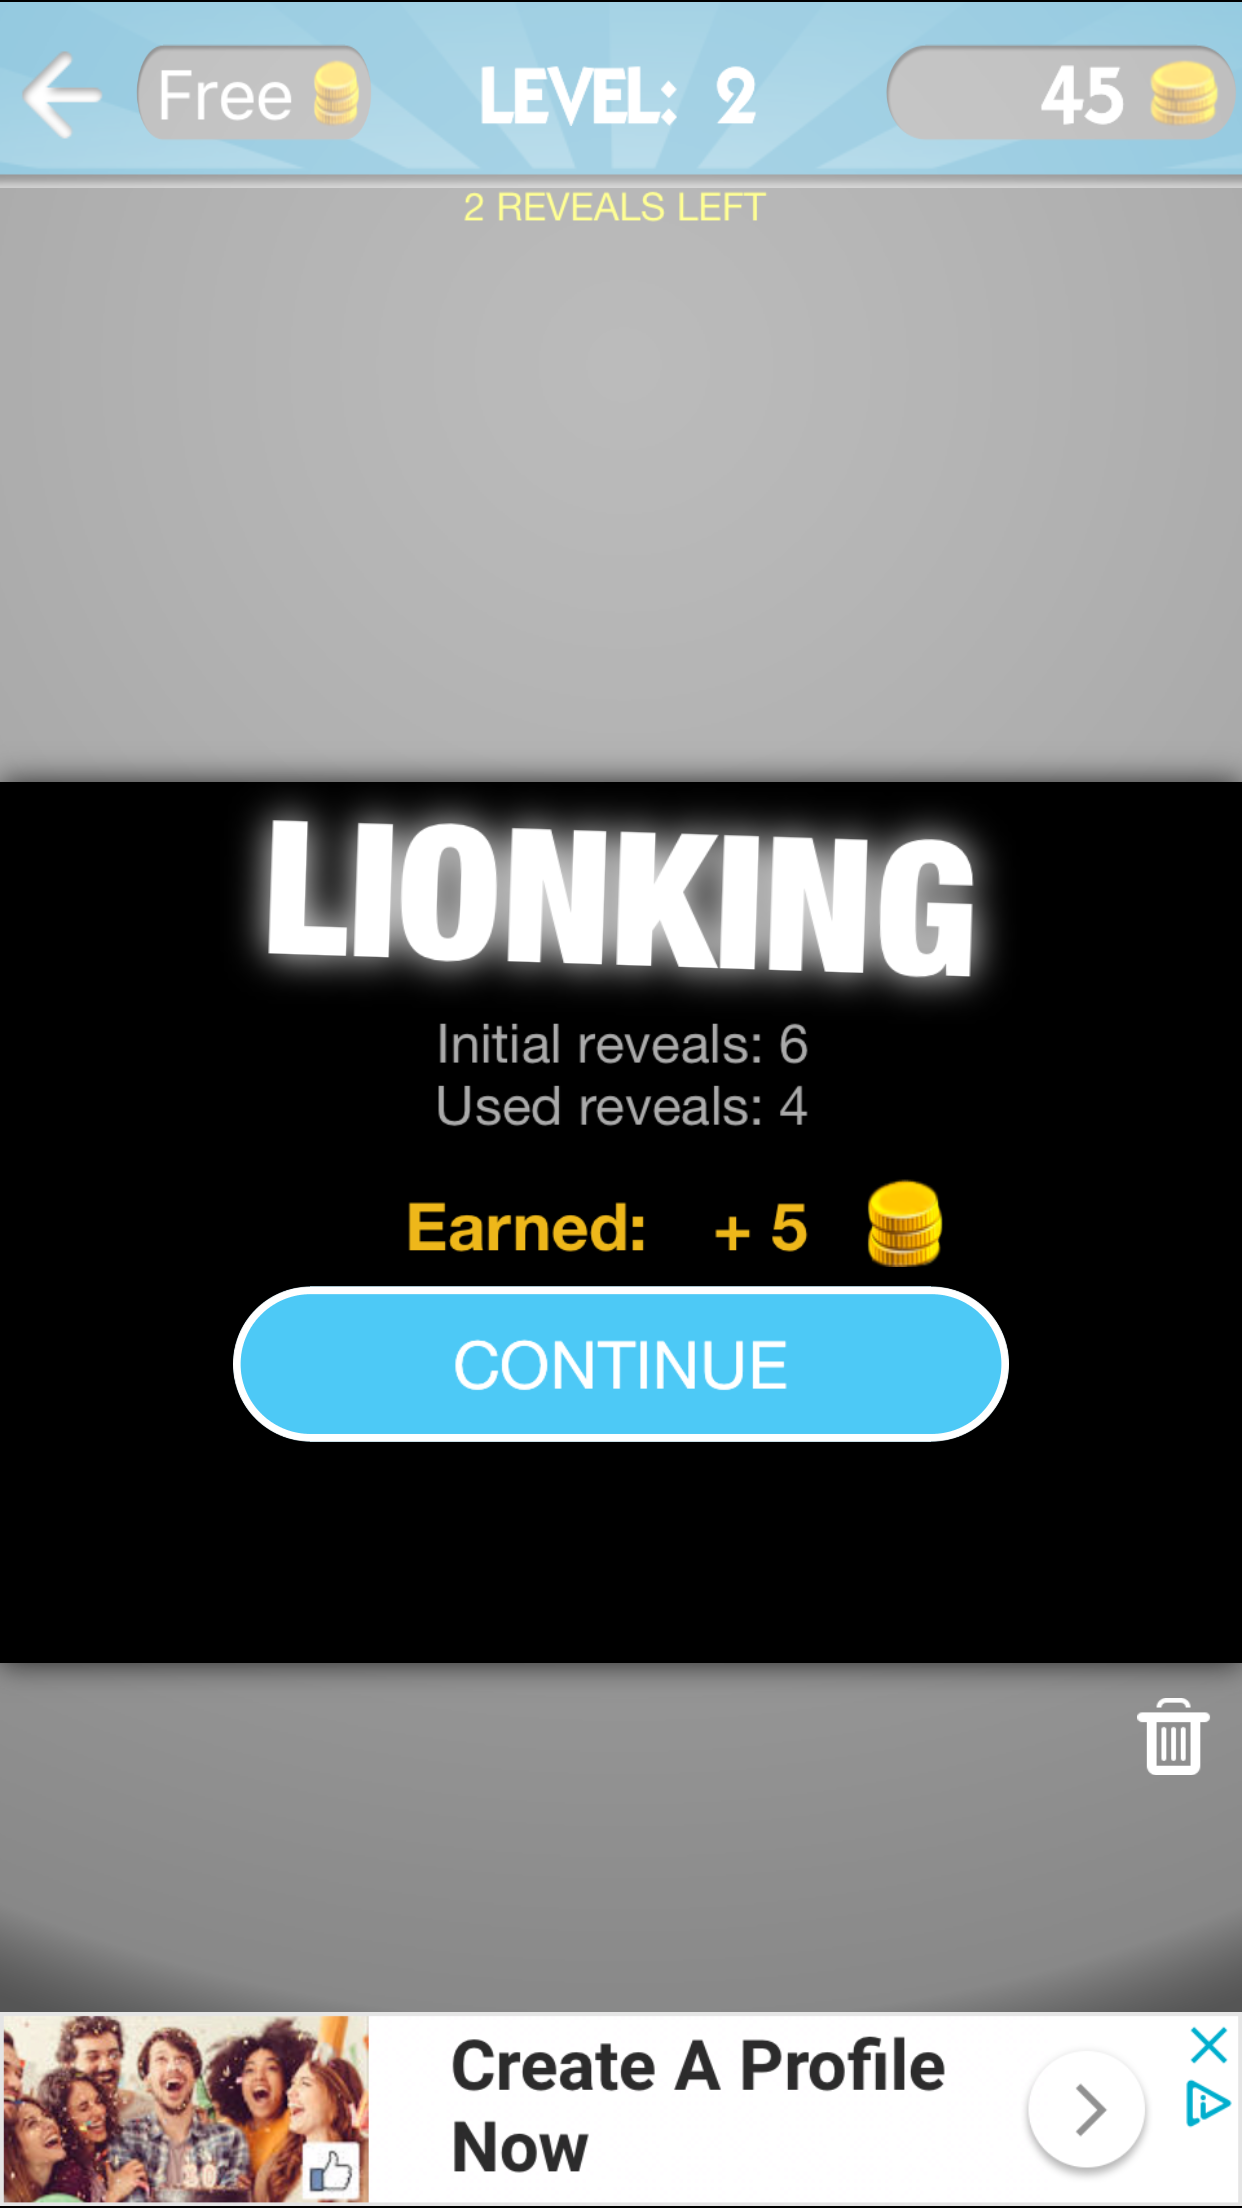 Free
LEVEL: 2
45
2 REVEALS LEFT
LIONKING
Initial reveals: 6
Used reveals: 4
Earned: + 5
CONTINUE
Create A Profile
Now
30